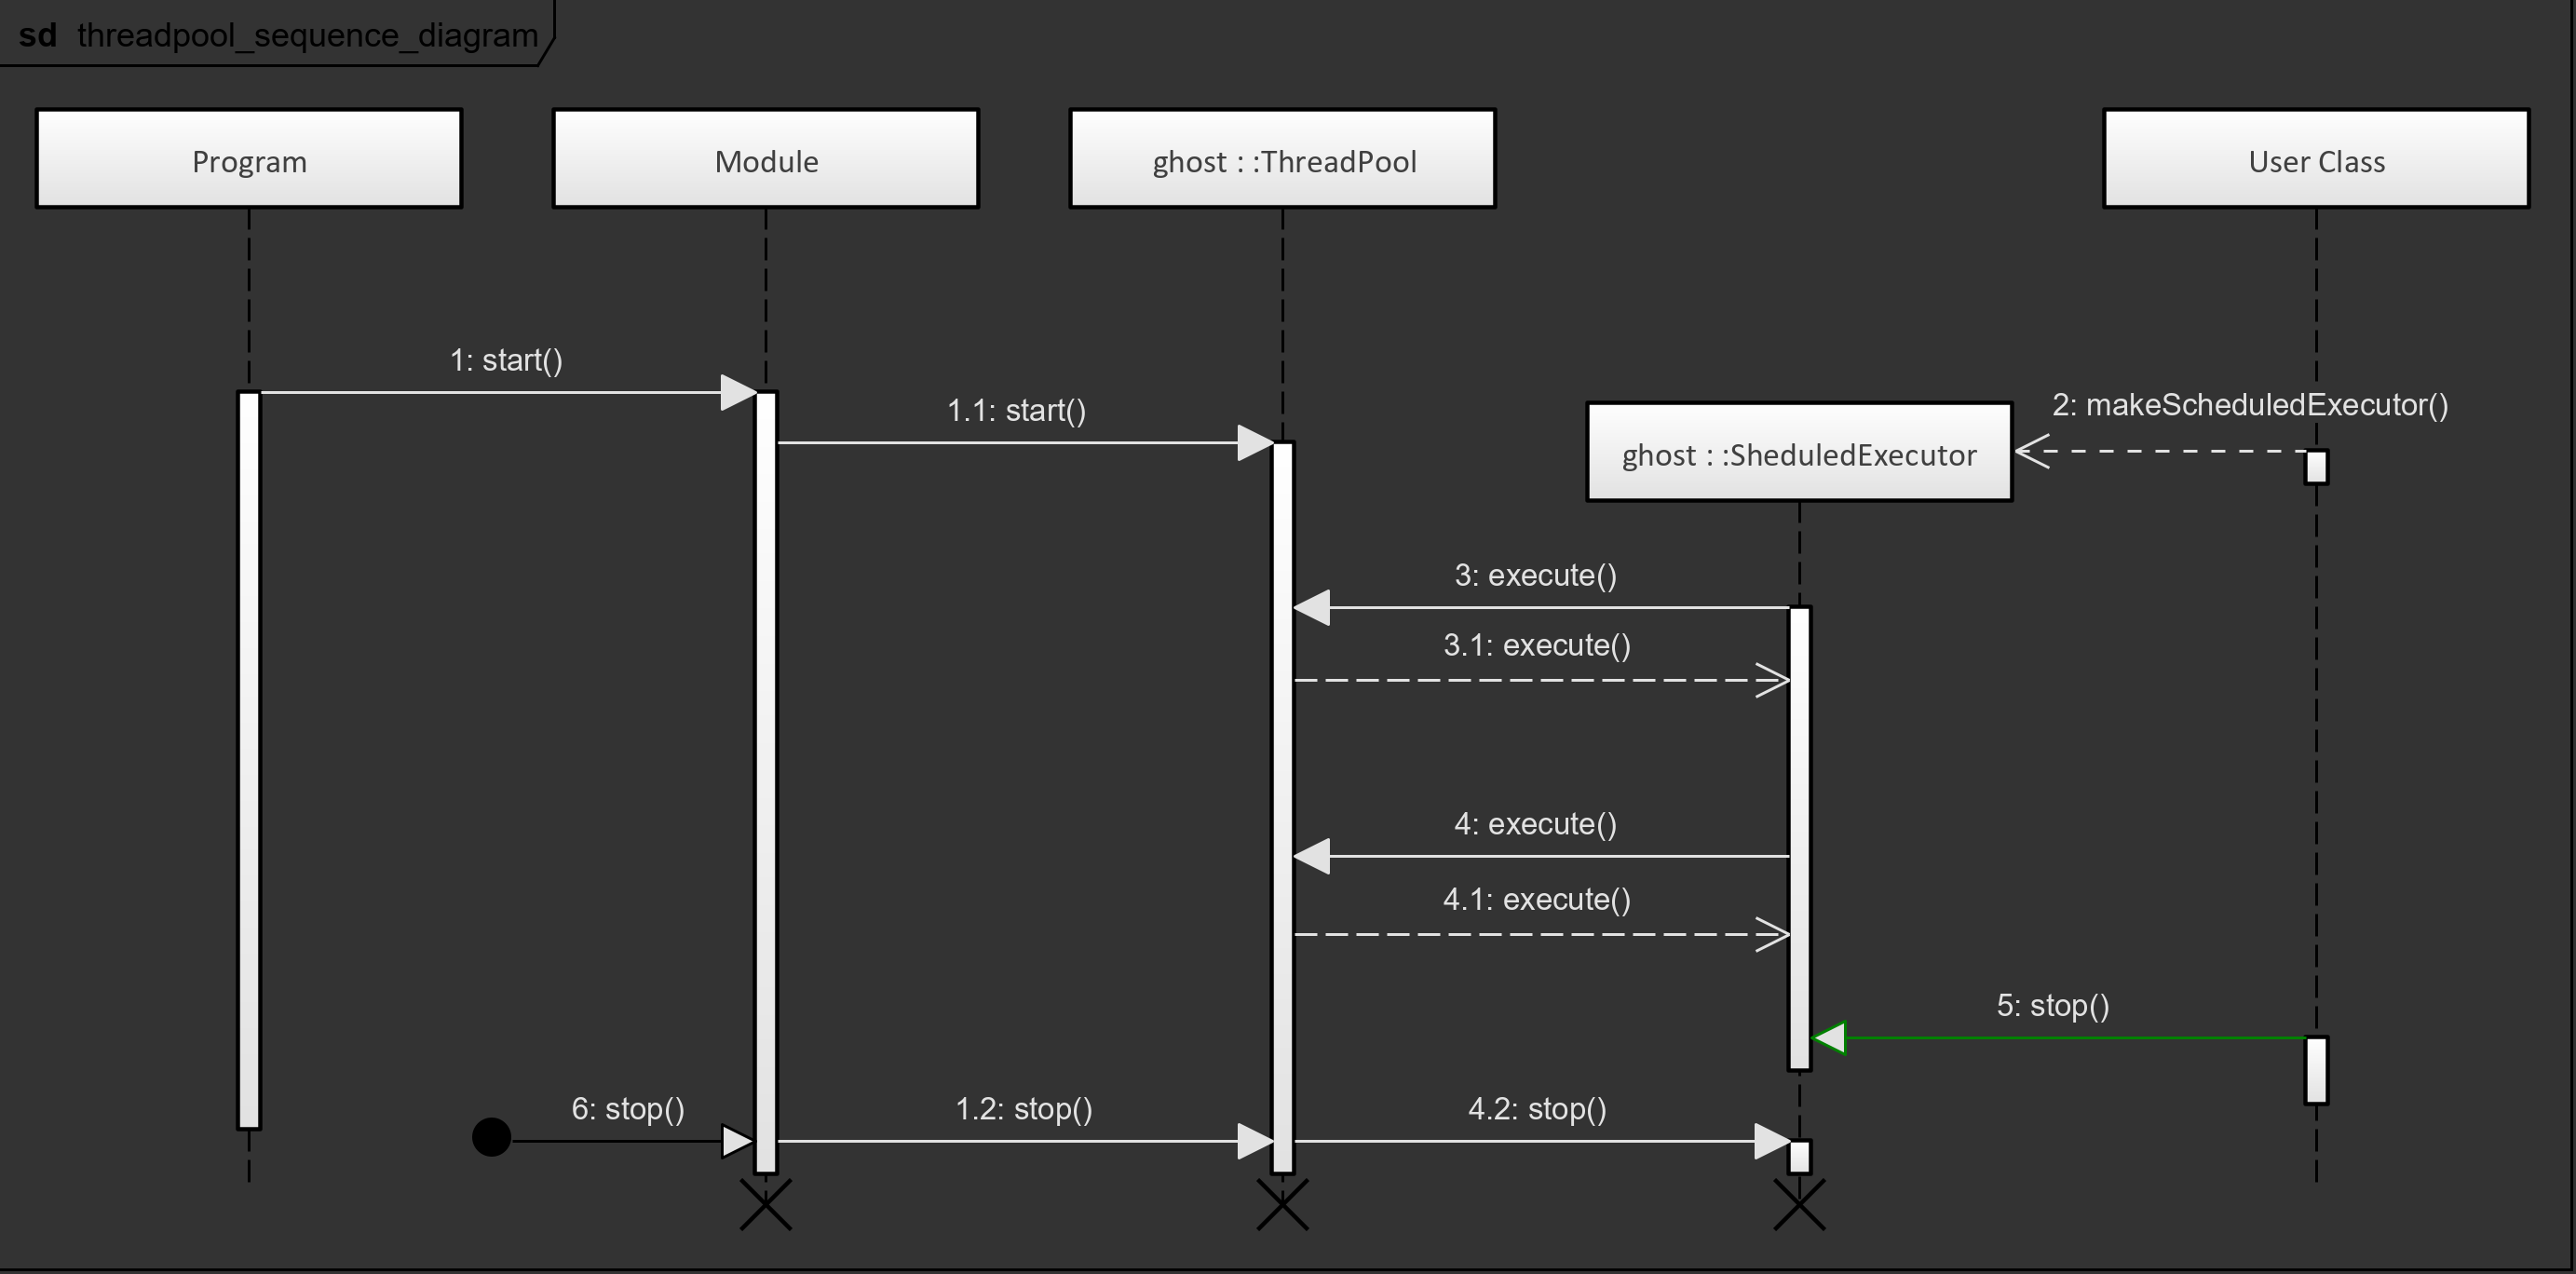 sd threadpool_sequence_diagram
Program
Module
ghost : :ThreadPool
User Class
1: start()
1.1: start()
2: makeScheduledExecutor()
ghost : :SheduledExecutor
3: execute()
3.1: execute()
4: execute()
4.1: execute()
5: stop()
6: stop()
1.2: stop()
4.2: stop()